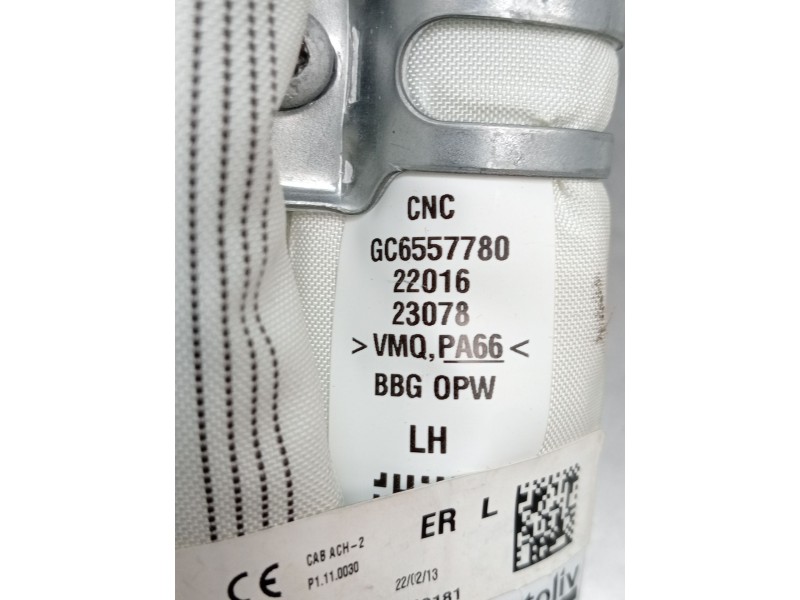 CNC
GC6557780
22016
23078
>VMQ,PA66<
BBG OPW
LH
ER L
CAB ACH-2
P1.11.0030
CE
22/02/13